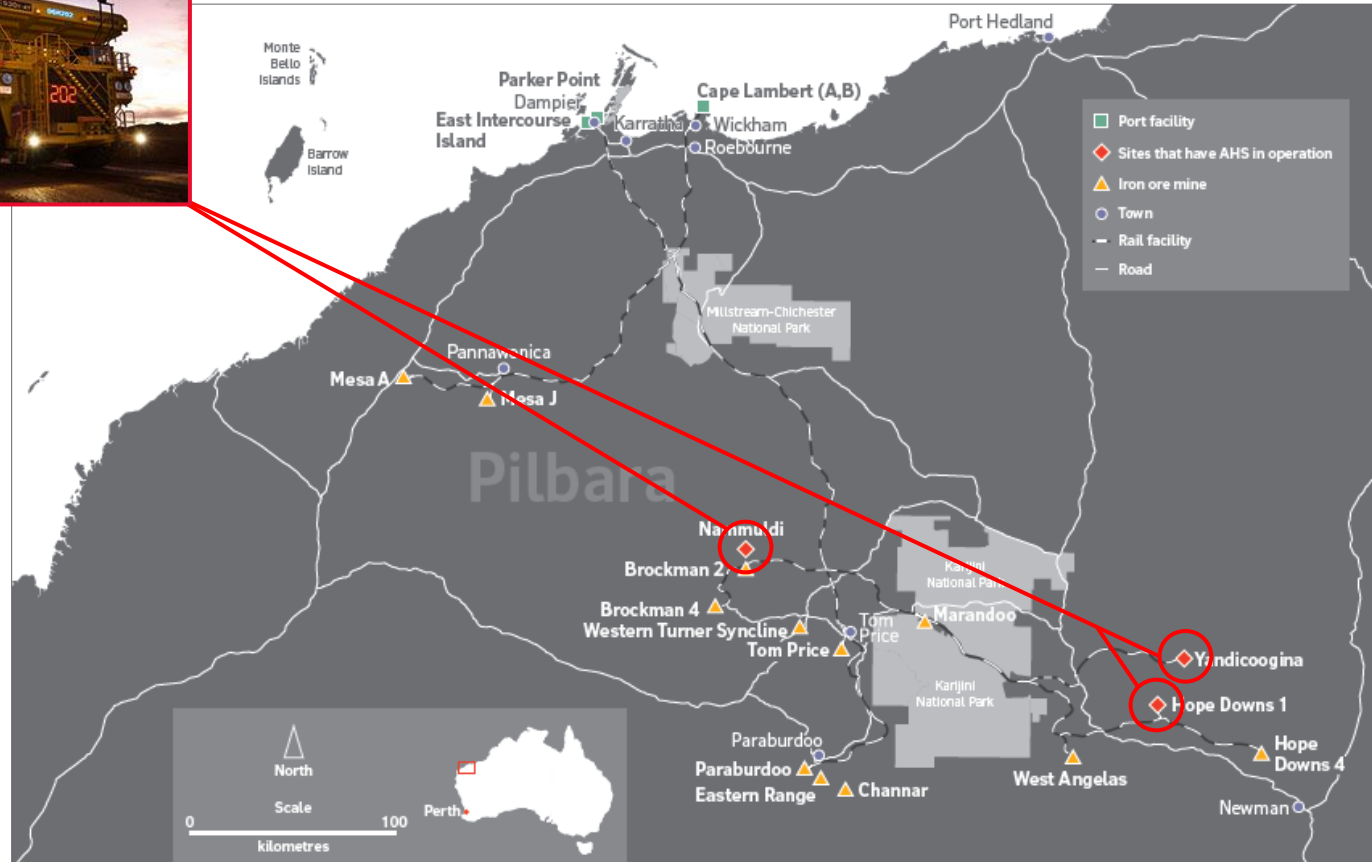 202
Port Hedland
Monte
Bello
Islands
Parker Point
Dampier
East Intercourse
Island
Karratha
Cape Lambert (A,B)
Wickham
Roebourne
Barrow
Island
Port facility
Sites that have AHS in operation
Iron ore mine
Town
Rail facility
Road
Millstream-Chichester
National Park
Pannawonica
Mesa A
Mesa J
Pilbara
Nammuldi
Brockman 2
Brockman 4
Western Turner Syncline
Tom Price
Tom
Price
Karijini
National Park
Marandoo
Karijini
National Park
Yandicoogina
Hope Downs 1
Hope
Downs 4
West Angelas
Newman
Paraburdoo
Paraburdoo
Eastern Range
Channar
North
Scale
0
100
kilometres
Perth